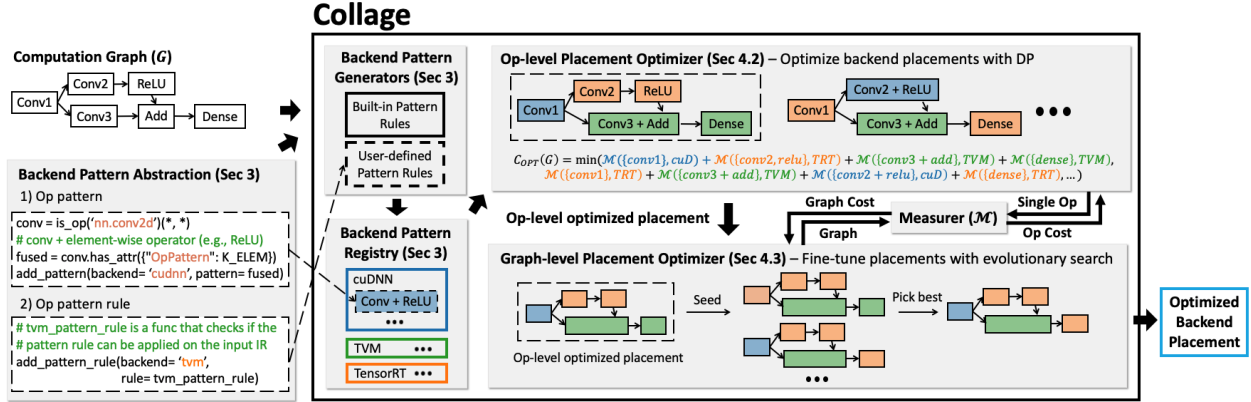 Collage
Computation Graph (G)
Conv1
Conv2
ReLU
Conv3
Add
Dense
Backend Pattern Abstraction (Sec 3)
1) Op pattern
conv = is_op(‘nn.conv2d’)(*, *)
# conv + element-wise operator (e.g., ReLU)
fused = conv.has_attr({"OpPattern": K_ELEM})
add_pattern(backend= ‘cudnn’, pattern= fused)
2) Op pattern rule
# tvm_pattern_rule is a func that checks if the
# pattern rule can be applied on the input IR
add_pattern_rule(backend= ‘tvm’,
rule= tvm_pattern_rule)
Backend Pattern
Generators (Sec 3)
Built-in Pattern
Rules
User-defined
Pattern Rules
Backend Pattern
Registry (Sec 3)
cuDNN
Conv + ReLU
•••
TVM •••
TensorRT •••
Op-level Placement Optimizer (Sec 4.2) – Optimize backend placements with DP
Conv1
Conv2
ReLU
Conv3 + Add
Dense
Conv1
Conv2 + ReLU
Conv3 + Add
Dense
•••
C_OPT(G) = min(ℳ({conv1}, cuD) + ℳ({conv2, relu}, TRT) + ℳ({conv3 + add}, TVM) + ℳ({dense}, TVM),
ℳ({conv1}, TRT) + ℳ({conv3 + add}, TVM) + ℳ({conv2 + relu}, cuD) + ℳ({dense}, TRT), …)
Op-level optimized placement
Graph Cost
Graph
Measurer (ℳ)
Single Op
Op Cost
Graph-level Placement Optimizer (Sec 4.3) – Fine-tune placements with evolutionary search
Op-level optimized placement
Seed
•••
Pick best
Optimized
Backend
Placement